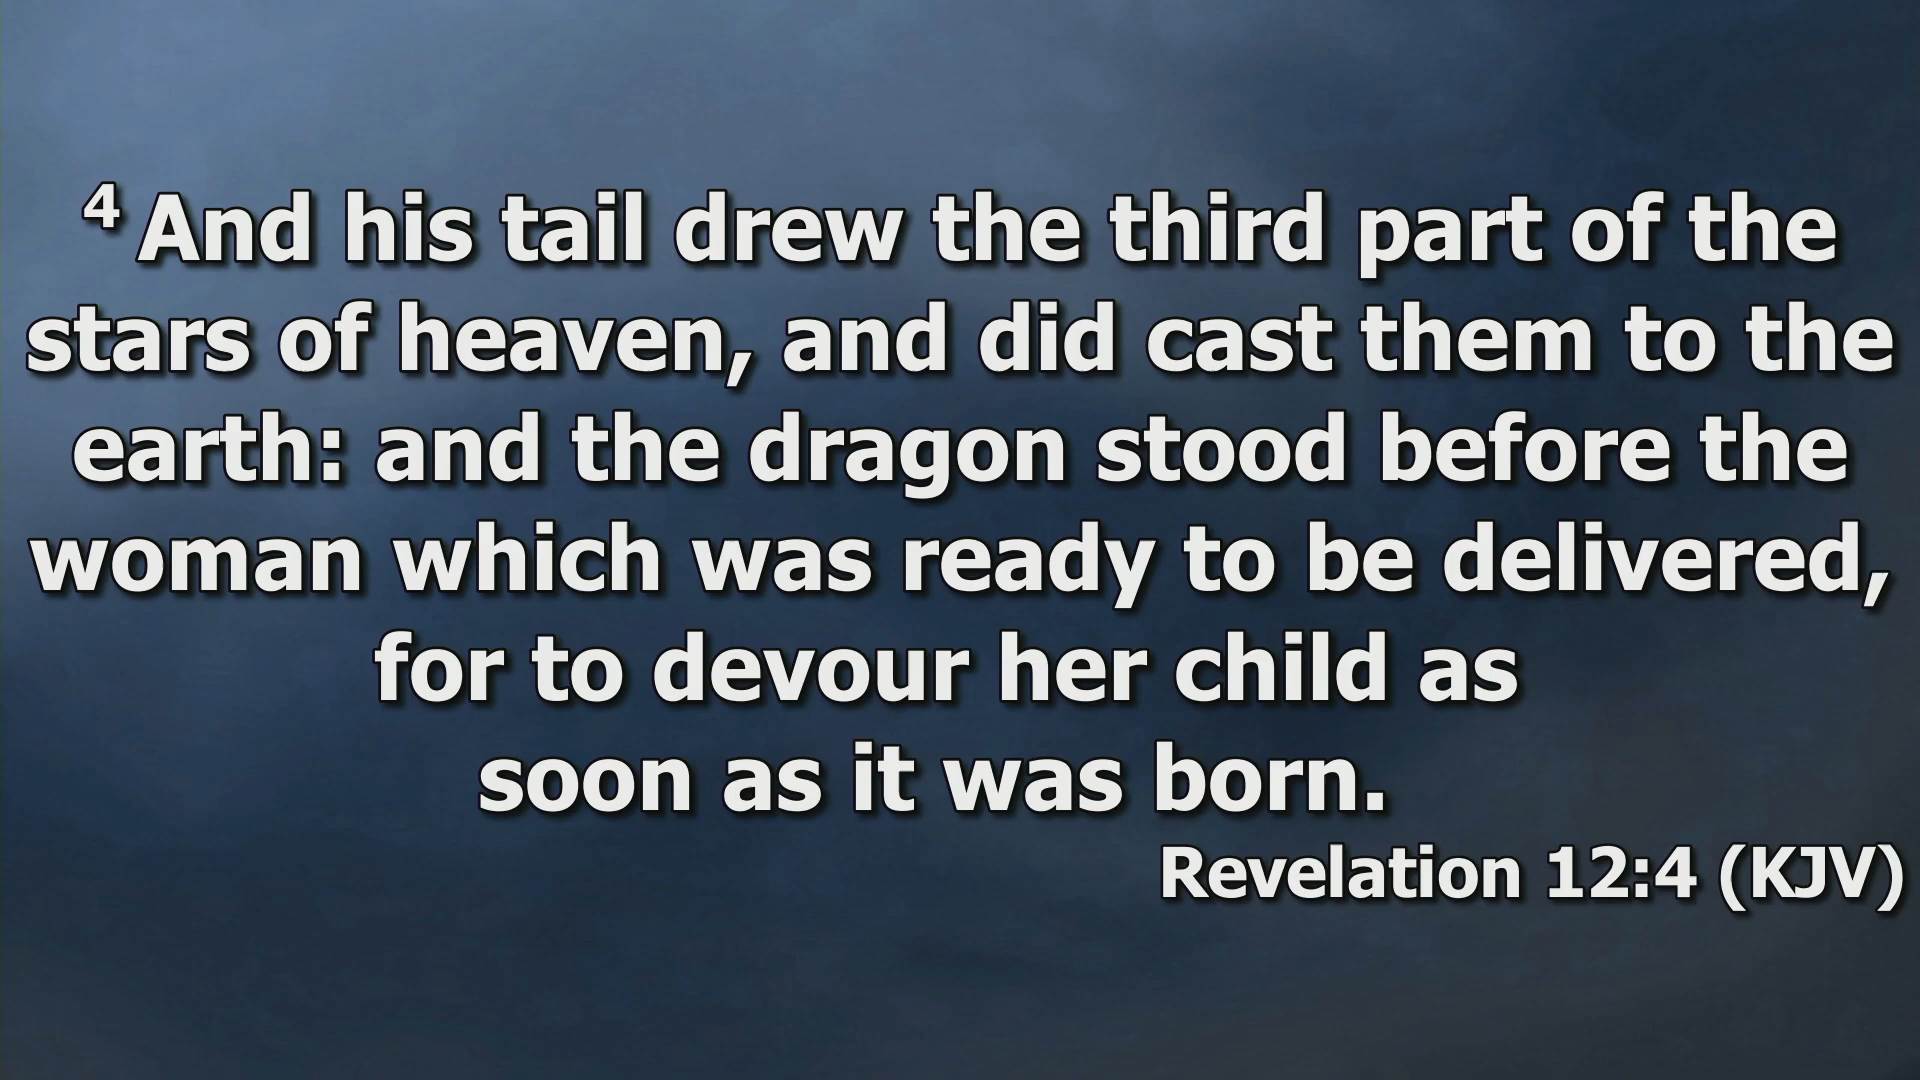 4 And his tail drew the third part of the
stars of heaven, and did cast them to the
earth: and the dragon stood before the
woman which was ready to be delivered,
for to devour her child as
soon as it was born.
Revelation 12:4 (KJV)